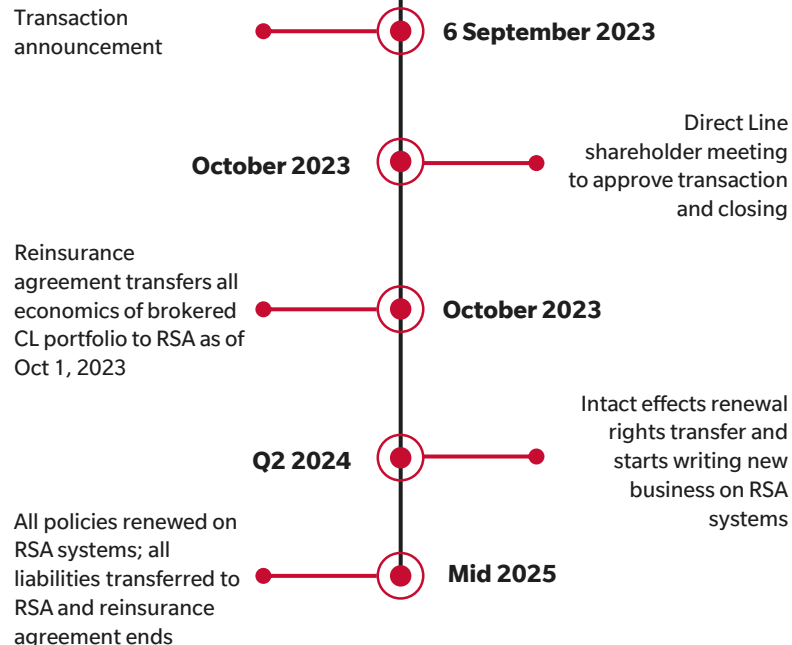 Transaction
announcement
6 September 2023
October 2023
Direct Line
shareholder meeting
to approve transaction
and closing
Reinsurance
agreement transfers all
economics of brokered
CL portfolio to RSA as of
Oct 1, 2023
October 2023
Q2 2024
Intact effects renewal
rights transfer and
starts writing new
business on RSA
systems
All policies renewed on
RSA systems; all
liabilities transferred to
RSA and reinsurance
agreement ends
Mid 2025